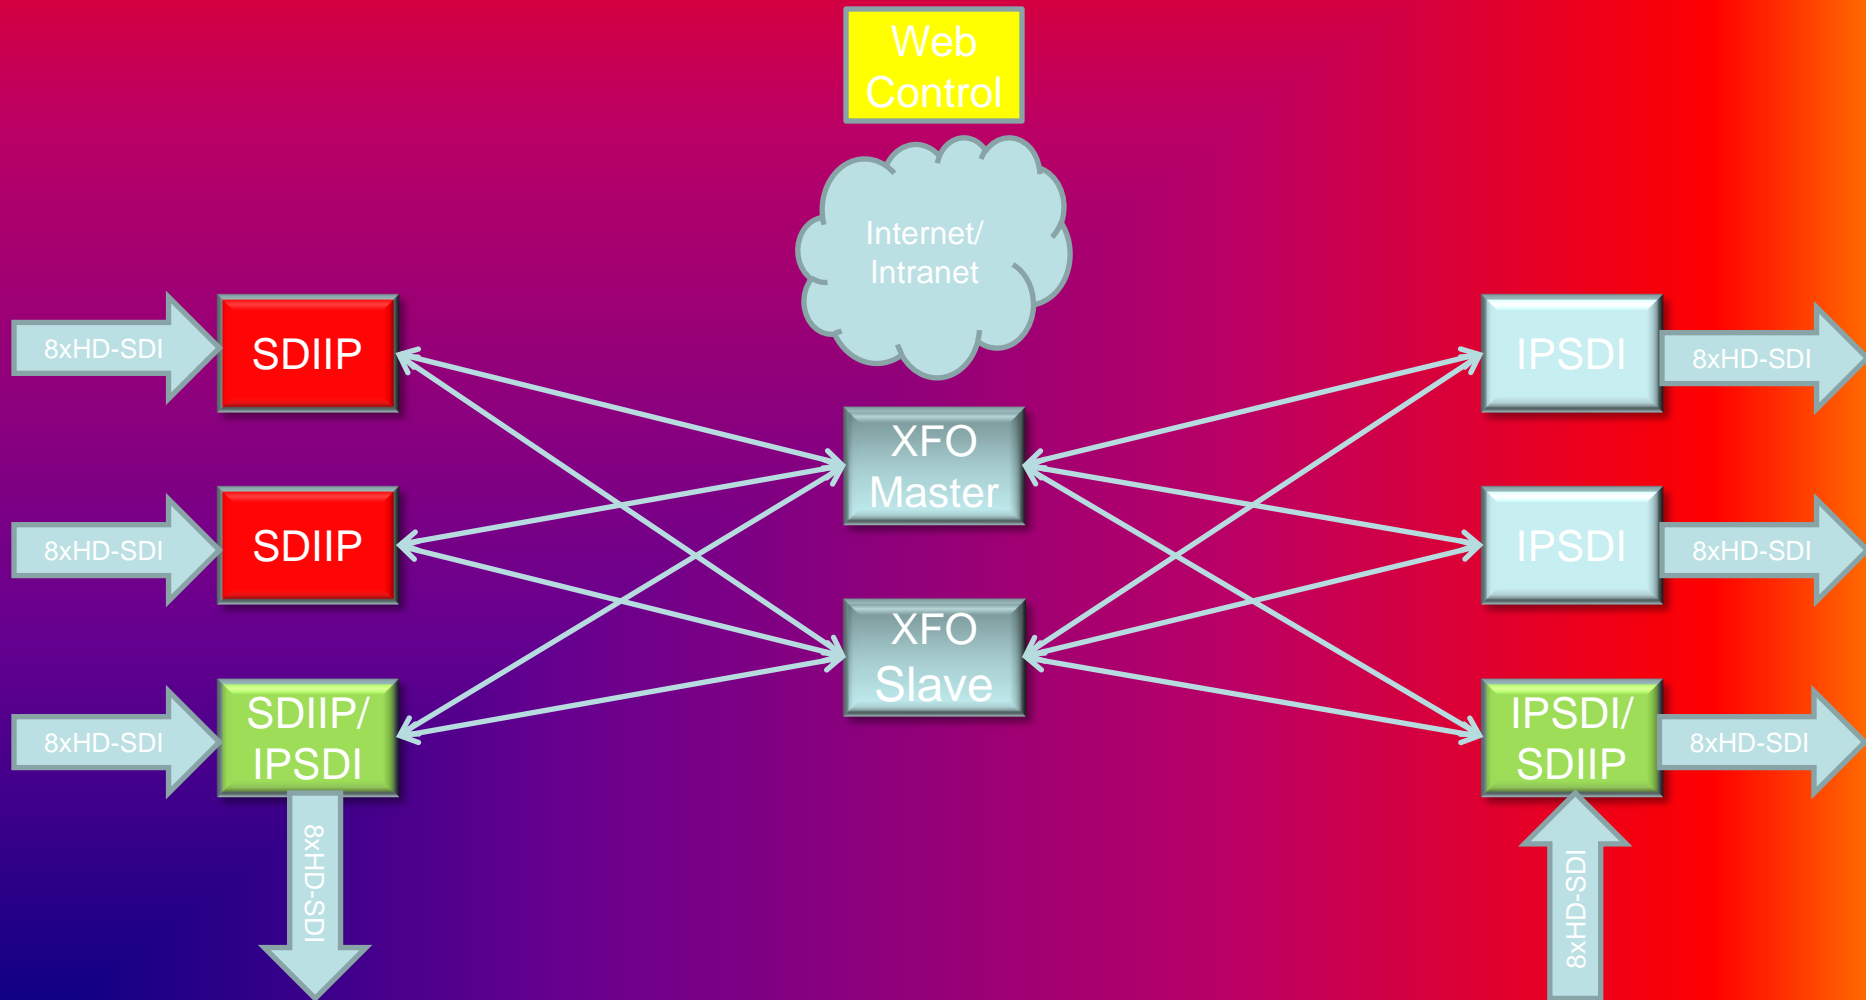 Web
Control
Internet/
Intranet
8xHD-SDI
SDIIP
IPSDI
8xHD-SDI
XFO
Master
8xHD-SDI
SDIIP
IPSDI
8xHD-SDI
XFO
Slave
8xHD-SDI
SDIIP/
IPSDI
IPSDI/
SDIIP
8xHD-SDI
8xHD-SDI
8xHD-SDI